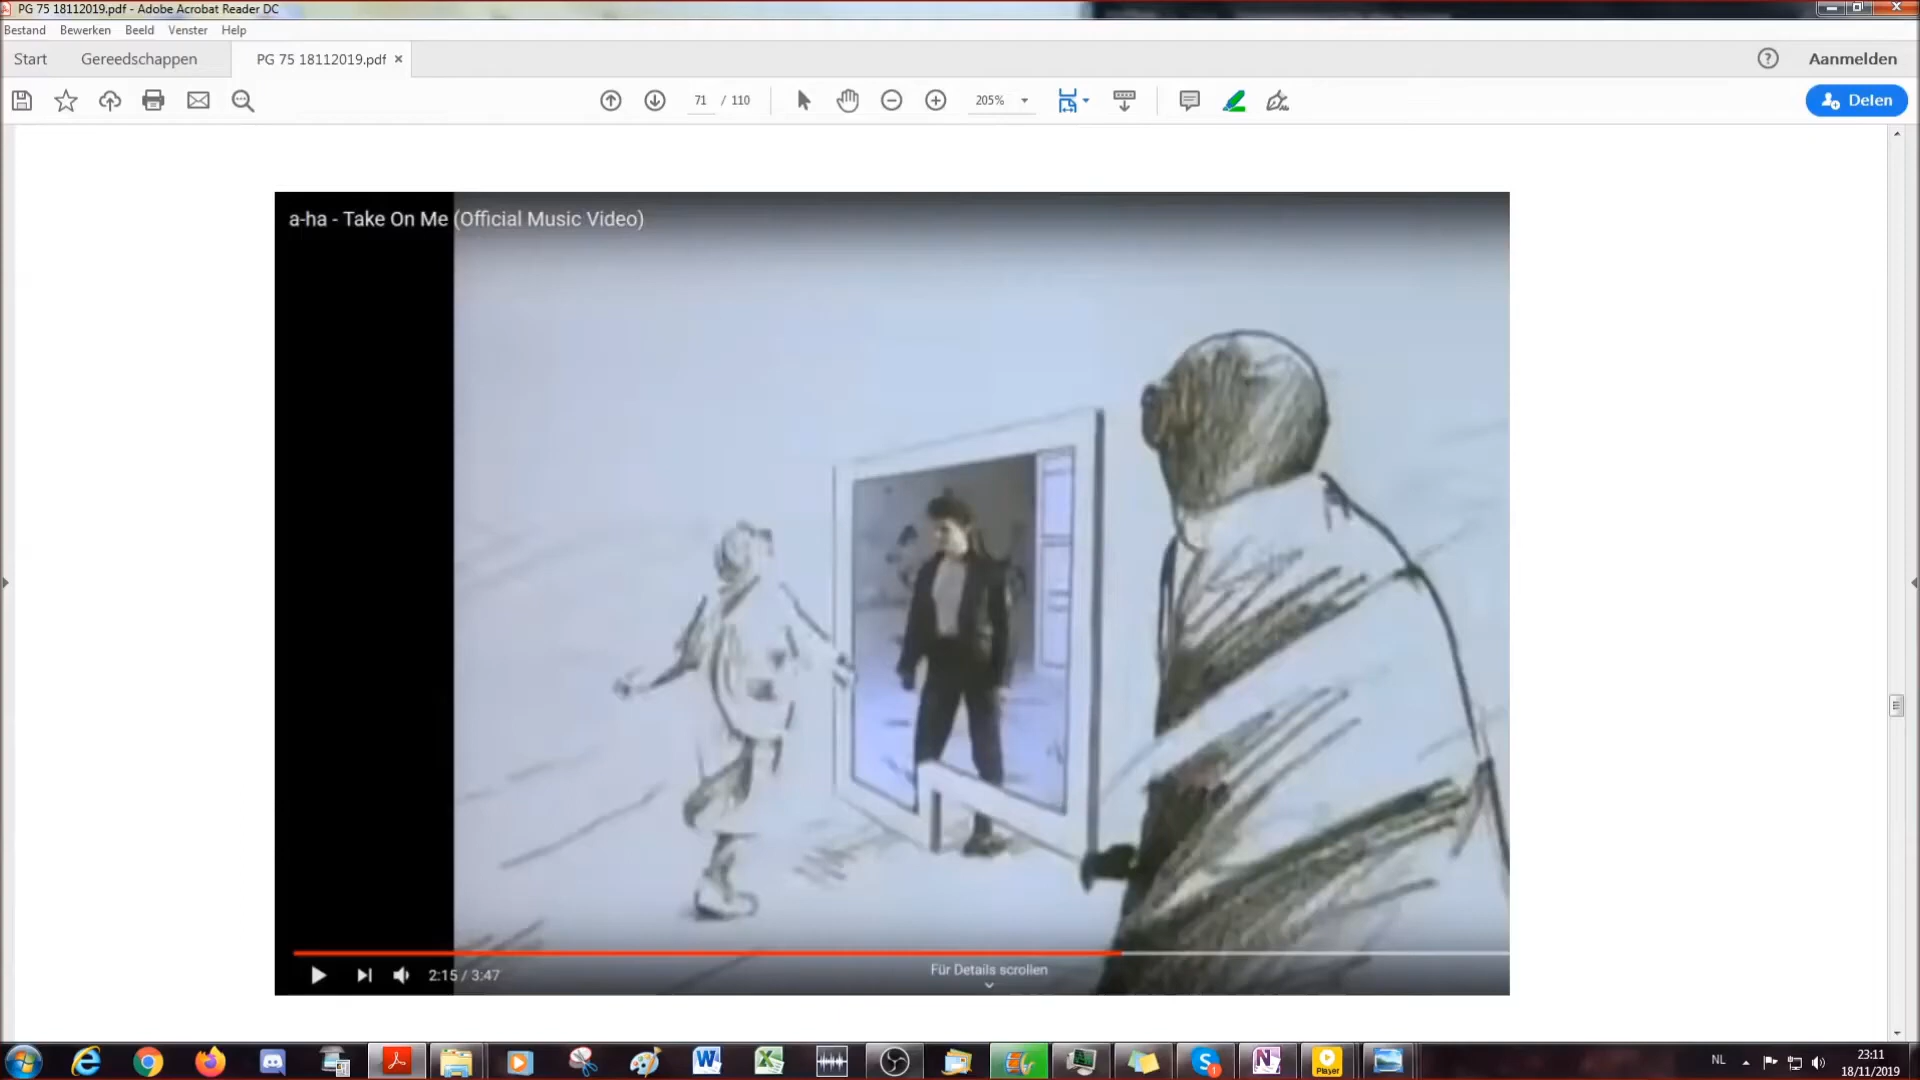 PG 75 18112019.pdf - Adobe Acrobat Reader DC
Bestand Bewerken Beeld Venster Help
Start Gereedschappen PG 75 18112019.pdf × ? Aanmelden
71 / 110 205% Delen
a-ha - Take On Me (Official Music Video)
2:15 / 3:47 Für Details scrollen
NL 23:11
18/11/2019
Player